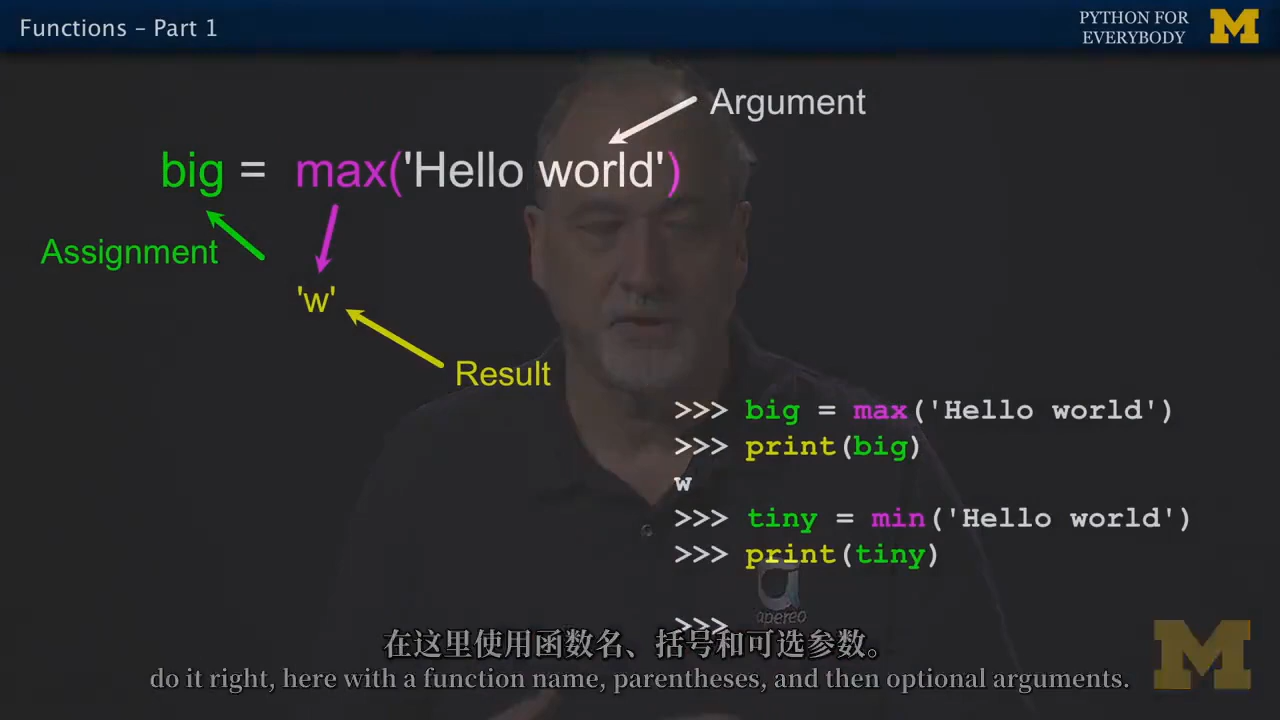 Functions – Part 1
PYTHON FOR
EVERYBODY
M
Argument
big = max('Hello world')
Assignment
'w'
Result
>>> big = max('Hello world')
>>> print(big)
w
>>> tiny = min('Hello world')
>>> print(tiny)
>>>
apereo
M
在这里使用函数名、括号和可选参数。
do it right, here with a function name, parentheses, and then optional arguments.